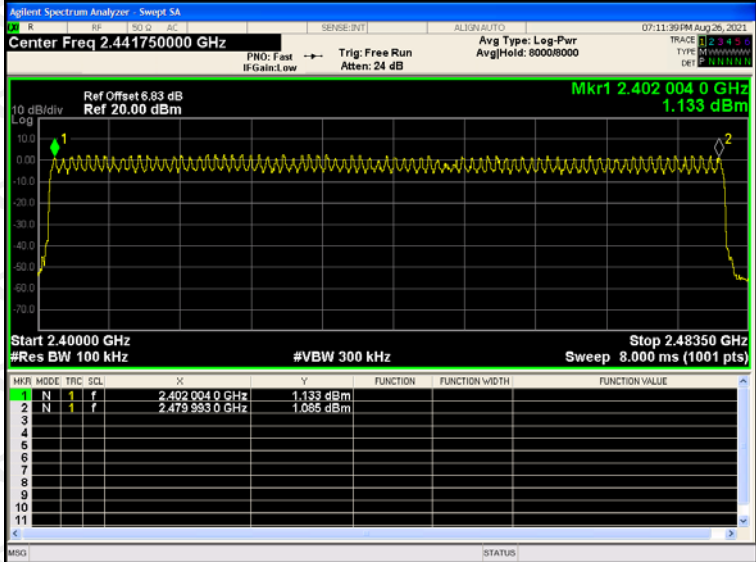 Agilent Spectrum Analyzer - Swept SA
R RF 50 Ω AC SENSE:INT ALIGN AUTO 07:11:39 PM Aug 26, 2021
Center Freq 2.441750000 GHz
PNO: Fast
IFGain:Low
Trig: Free Run
Atten: 24 dB
Avg Type: Log-Pwr
Avg|Hold: 8000/8000
TRACE 1 2 3 4 5 6
TYPE M
DET P N N N N N
Mkr1 2.402 004 0 GHz
1.133 dBm
Ref Offset 6.83 dB
10 dB/div Ref 20.00 dBm
Log
10.0
0.00
-10.0
-20.0
-30.0
-40.0
-50.0
-60.0
-70.0
1
2
Start 2.40000 GHz Stop 2.48350 GHz
#Res BW 100 kHz #VBW 300 kHz Sweep 8.000 ms (1001 pts)
MKR MODE TRC SCL X Y FUNCTION FUNCTION WIDTH FUNCTION VALUE
1 N 1 f 2.402 004 0 GHz 1.133 dBm
2 N 1 f 2.479 993 0 GHz 1.085 dBm
3
4
5
6
7
8
9
10
11
MSG STATUS